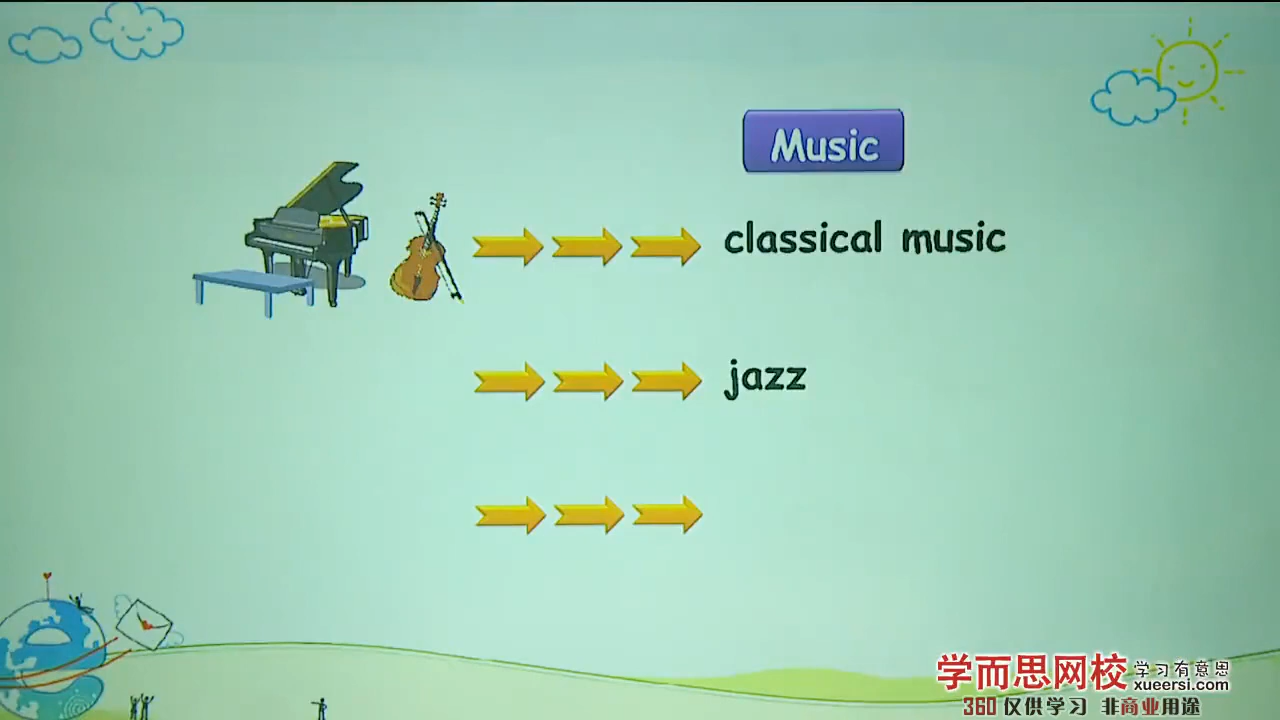 Music
classical music
jazz
学而思网校 学习有意思
xueersi.com
360 仅供学习 非商业用途